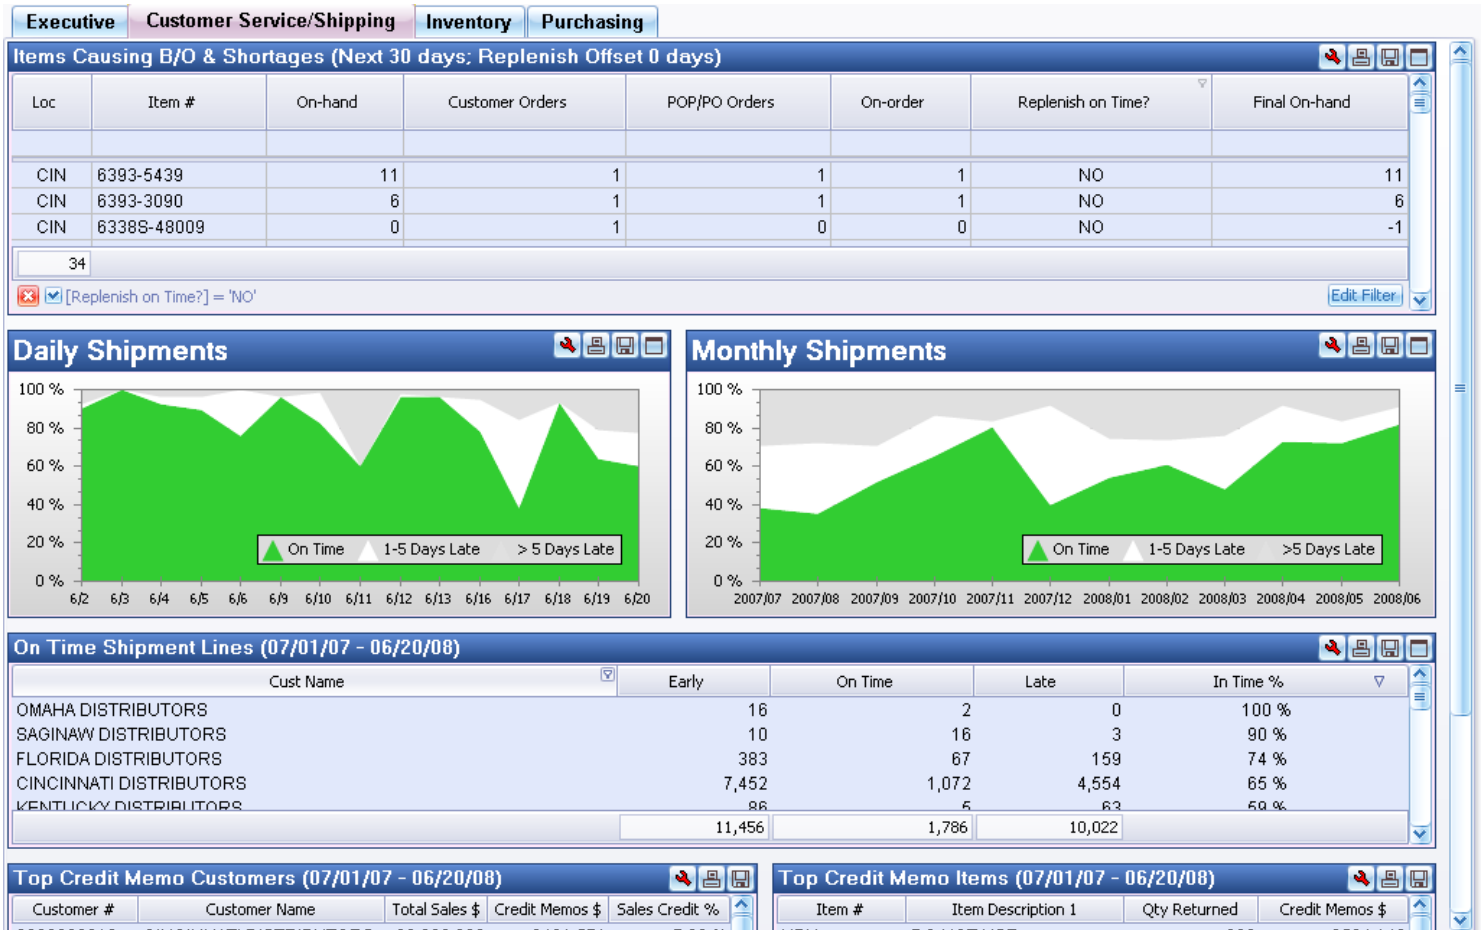 Executive Customer Service/Shipping Inventory Purchasing
Items Causing B/O & Shortages (Next 30 days; Replenish Offset 0 days)
Loc Item # On-hand Customer Orders POP/PO Orders On-order Replenish on Time? Final On-hand
CIN 6393-5439 11 1 1 1 NO 11
CIN 6393-3090 6 1 1 1 NO 6
CIN 6338S-48009 0 1 0 0 NO -1
34
[Replenish on Time?] = 'NO' Edit Filter
Daily Shipments
100 %
80 %
60 %
40 %
20 %
0 %
On Time 1-5 Days Late > 5 Days Late
6/2 6/3 6/4 6/5 6/6 6/9 6/10 6/11 6/12 6/13 6/16 6/17 6/18 6/19 6/20
Monthly Shipments
100 %
80 %
60 %
40 %
20 %
0 %
On Time 1-5 Days Late >5 Days Late
2007/07 2007/08 2007/09 2007/10 2007/11 2007/12 2008/01 2008/02 2008/03 2008/04 2008/05 2008/06
On Time Shipment Lines (07/01/07 - 06/20/08)
Cust Name Early On Time Late In Time %
OMAHA DISTRIBUTORS 16 2 0 100 %
SAGINAW DISTRIBUTORS 10 16 3 90 %
FLORIDA DISTRIBUTORS 383 67 159 74 %
CINCINNATI DISTRIBUTORS 7,452 1,072 4,554 65 %
KENTUCKY DISTRIBUTORS 86 5 63 59 %
11,456 1,786 10,022
Top Credit Memo Customers (07/01/07 - 06/20/08)
Customer # Customer Name Total Sales $ Credit Memos $ Sales Credit %
Top Credit Memo Items (07/01/07 - 06/20/08)
Item # Item Description 1 Qty Returned Credit Memos $